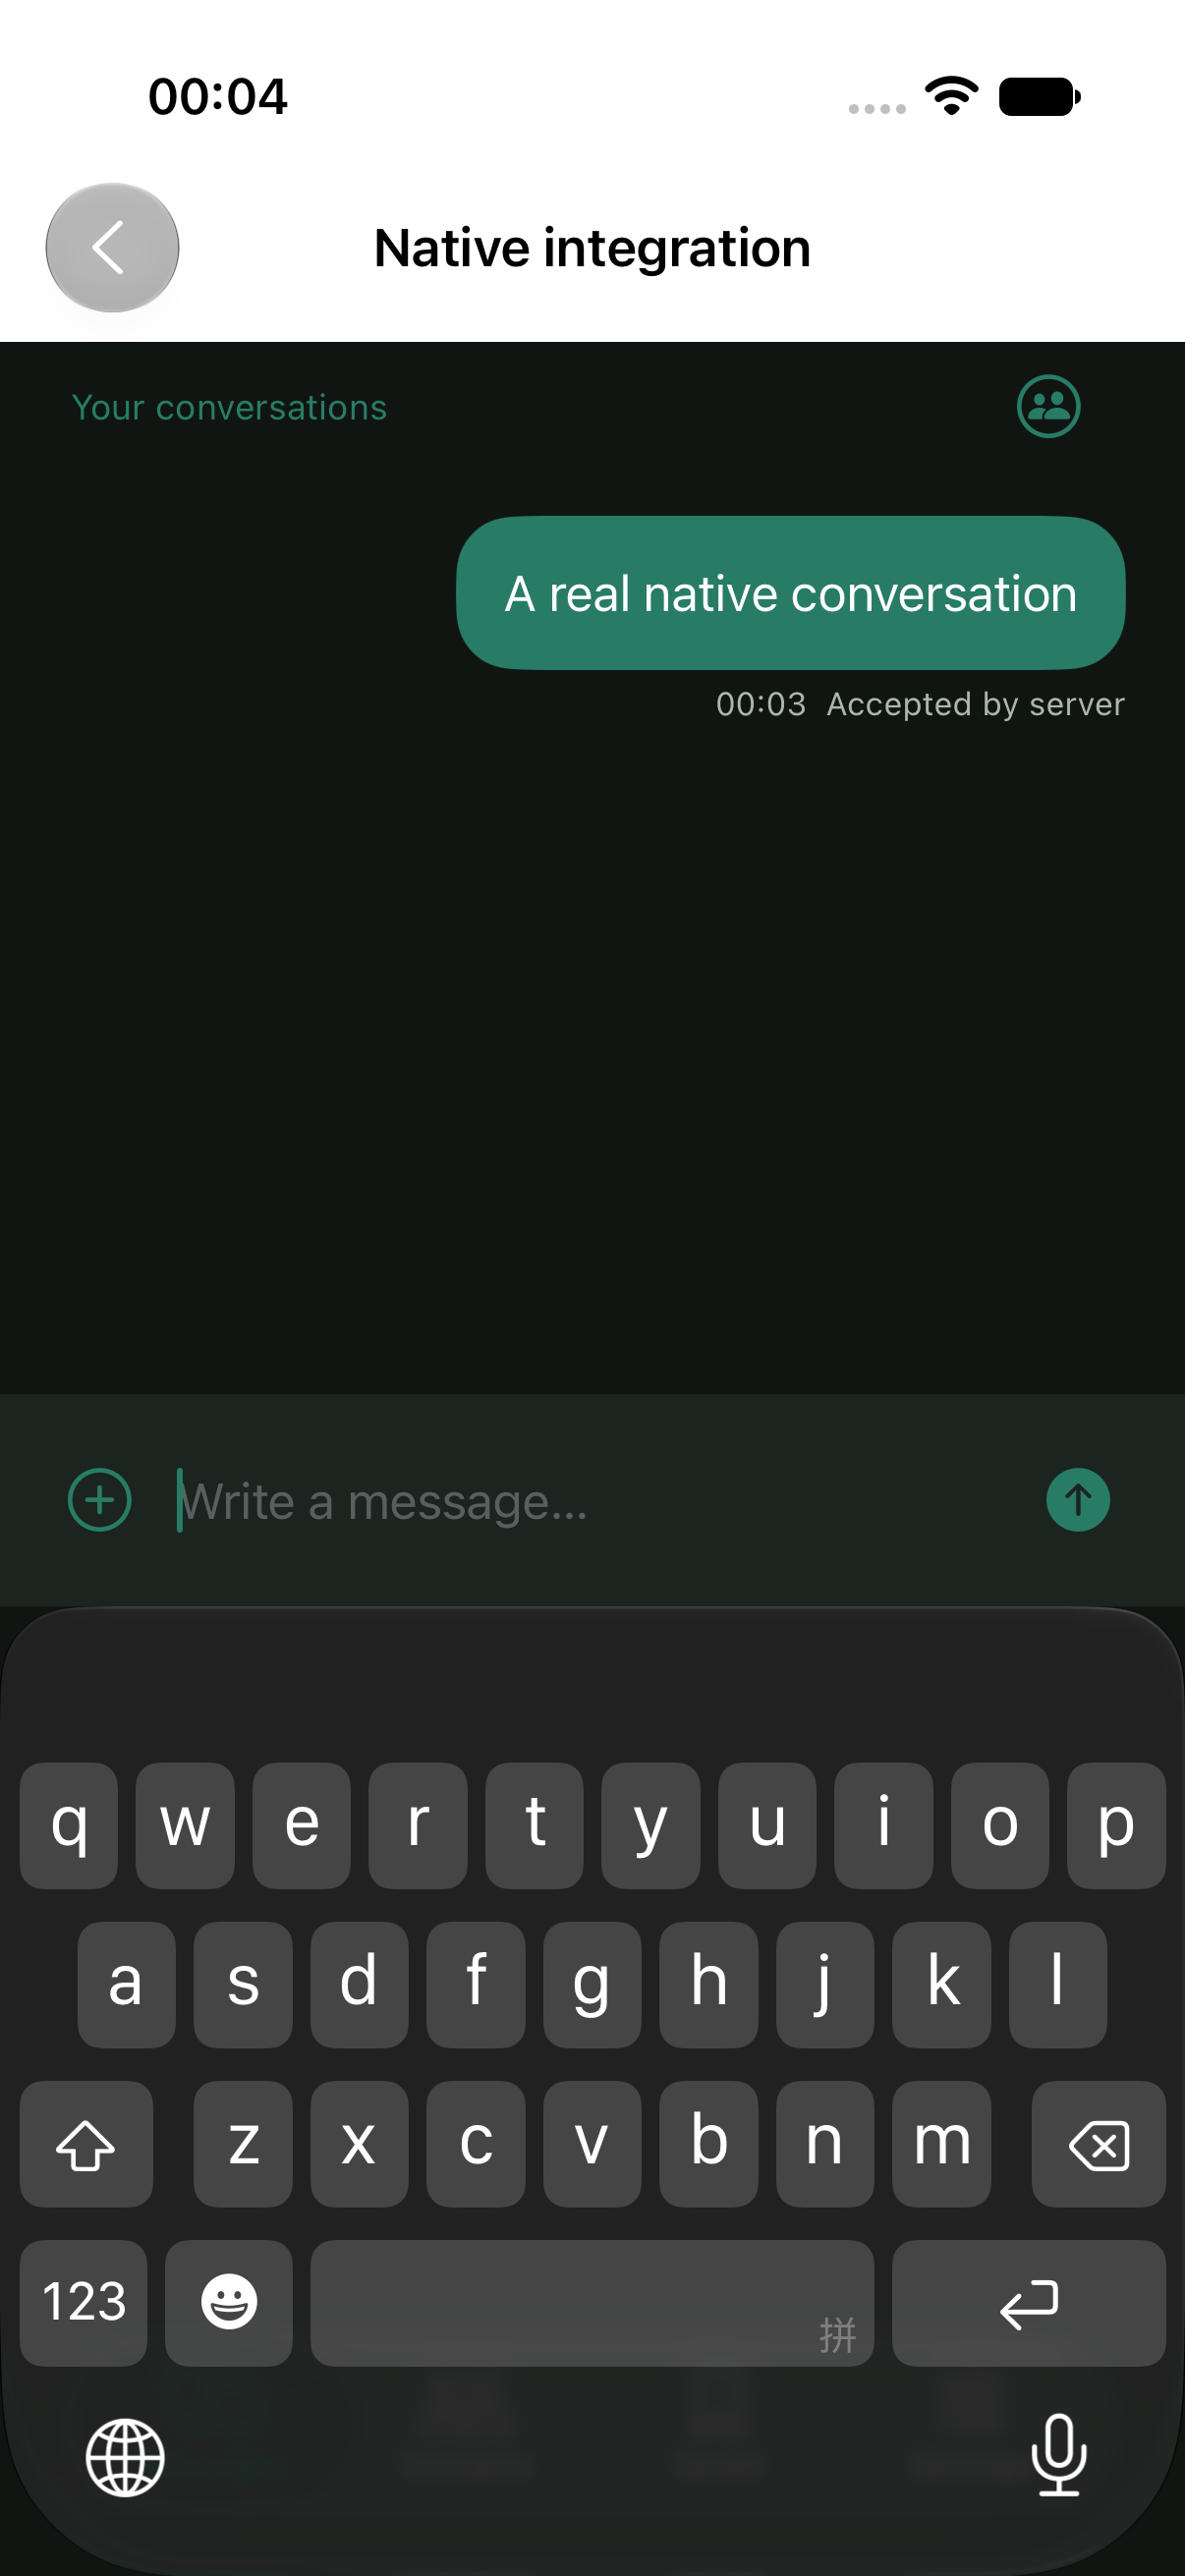 00:04
Native integration
Your conversations
A real native conversation
00:03 Accepted by server
Write a message...
q w e r t y u i o p
a s d f g h j k l
z x c v b n m
123
拼